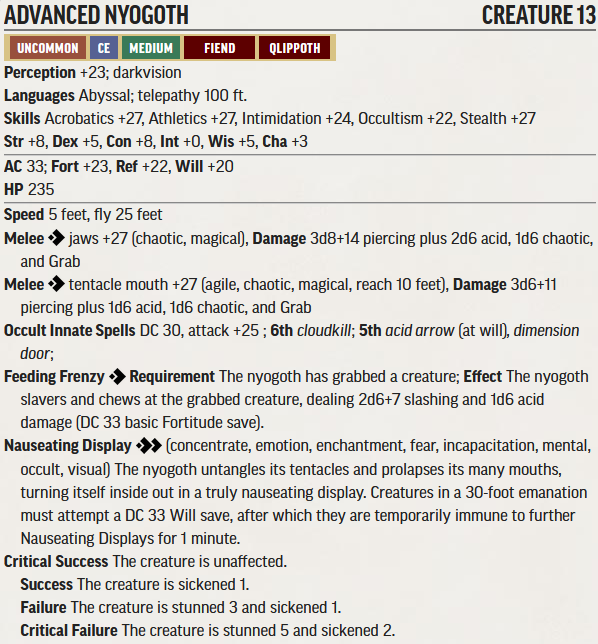 ADVANCED NYOGOTH CREATURE 13
UNCOMMON CE MEDIUM FIEND QLIPPOTH
Perception +23; darkvision
Languages Abyssal; telepathy 100 ft.
Skills Acrobatics +27, Athletics +27, Intimidation +24, Occultism +22, Stealth +27
Str +8, Dex +5, Con +8, Int +0, Wis +5, Cha +3
AC 33; Fort +23, Ref +22, Will +20
HP 235
Speed 5 feet, fly 25 feet
Melee jaws +27 (chaotic, magical), Damage 3d8+14 piercing plus 2d6 acid, 1d6 chaotic,
and Grab
Melee tentacle mouth +27 (agile, chaotic, magical, reach 10 feet), Damage 3d6+11
piercing plus 1d6 acid, 1d6 chaotic, and Grab
Occult Innate Spells DC 30, attack +25 ; 6th cloudkill; 5th acid arrow (at will), dimension
door;
Feeding Frenzy Requirement The nyogoth has grabbed a creature; Effect The nyogoth
slavers and chews at the grabbed creature, dealing 2d6+7 slashing and 1d6 acid
damage (DC 33 basic Fortitude save).
Nauseating Display (concentrate, emotion, enchantment, fear, incapacitation, mental,
occult, visual) The nyogoth untangles its tentacles and prolapses its many mouths,
turning itself inside out in a truly nauseating display. Creatures in a 30-foot emanation
must attempt a DC 33 Will save, after which they are temporarily immune to further
Nauseating Displays for 1 minute.
Critical Success The creature is unaffected.
Success The creature is sickened 1.
Failure The creature is stunned 3 and sickened 1.
Critical Failure The creature is stunned 5 and sickened 2.